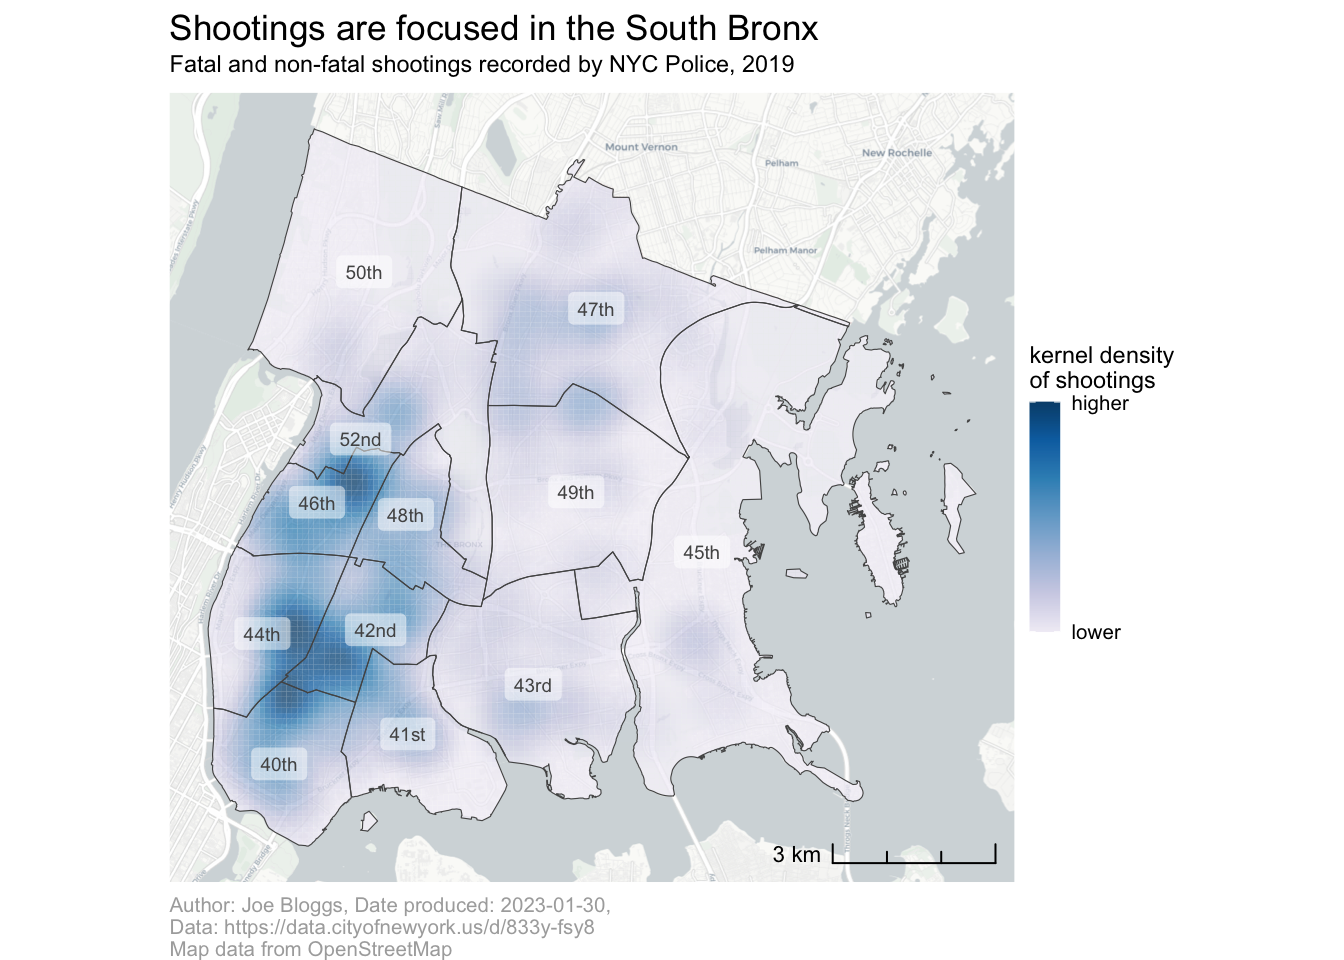 Shootings are focused in the South Bronx
Fatal and non-fatal shootings recorded by NYC Police, 2019
Mount Vernon
New Rochelle
Pelham
Pelham Manor
50th
47th
kernel density
of shootings
higher
lower
52nd
46th
48th
49th
THE BRONX
45th
44th
42nd
43rd
41st
40th
3 km
Author: Joe Bloggs, Date produced: 2023-01-30,
Data: https://data.cityofnewyork.us/d/833y-fsy8
Map data from OpenStreetMap